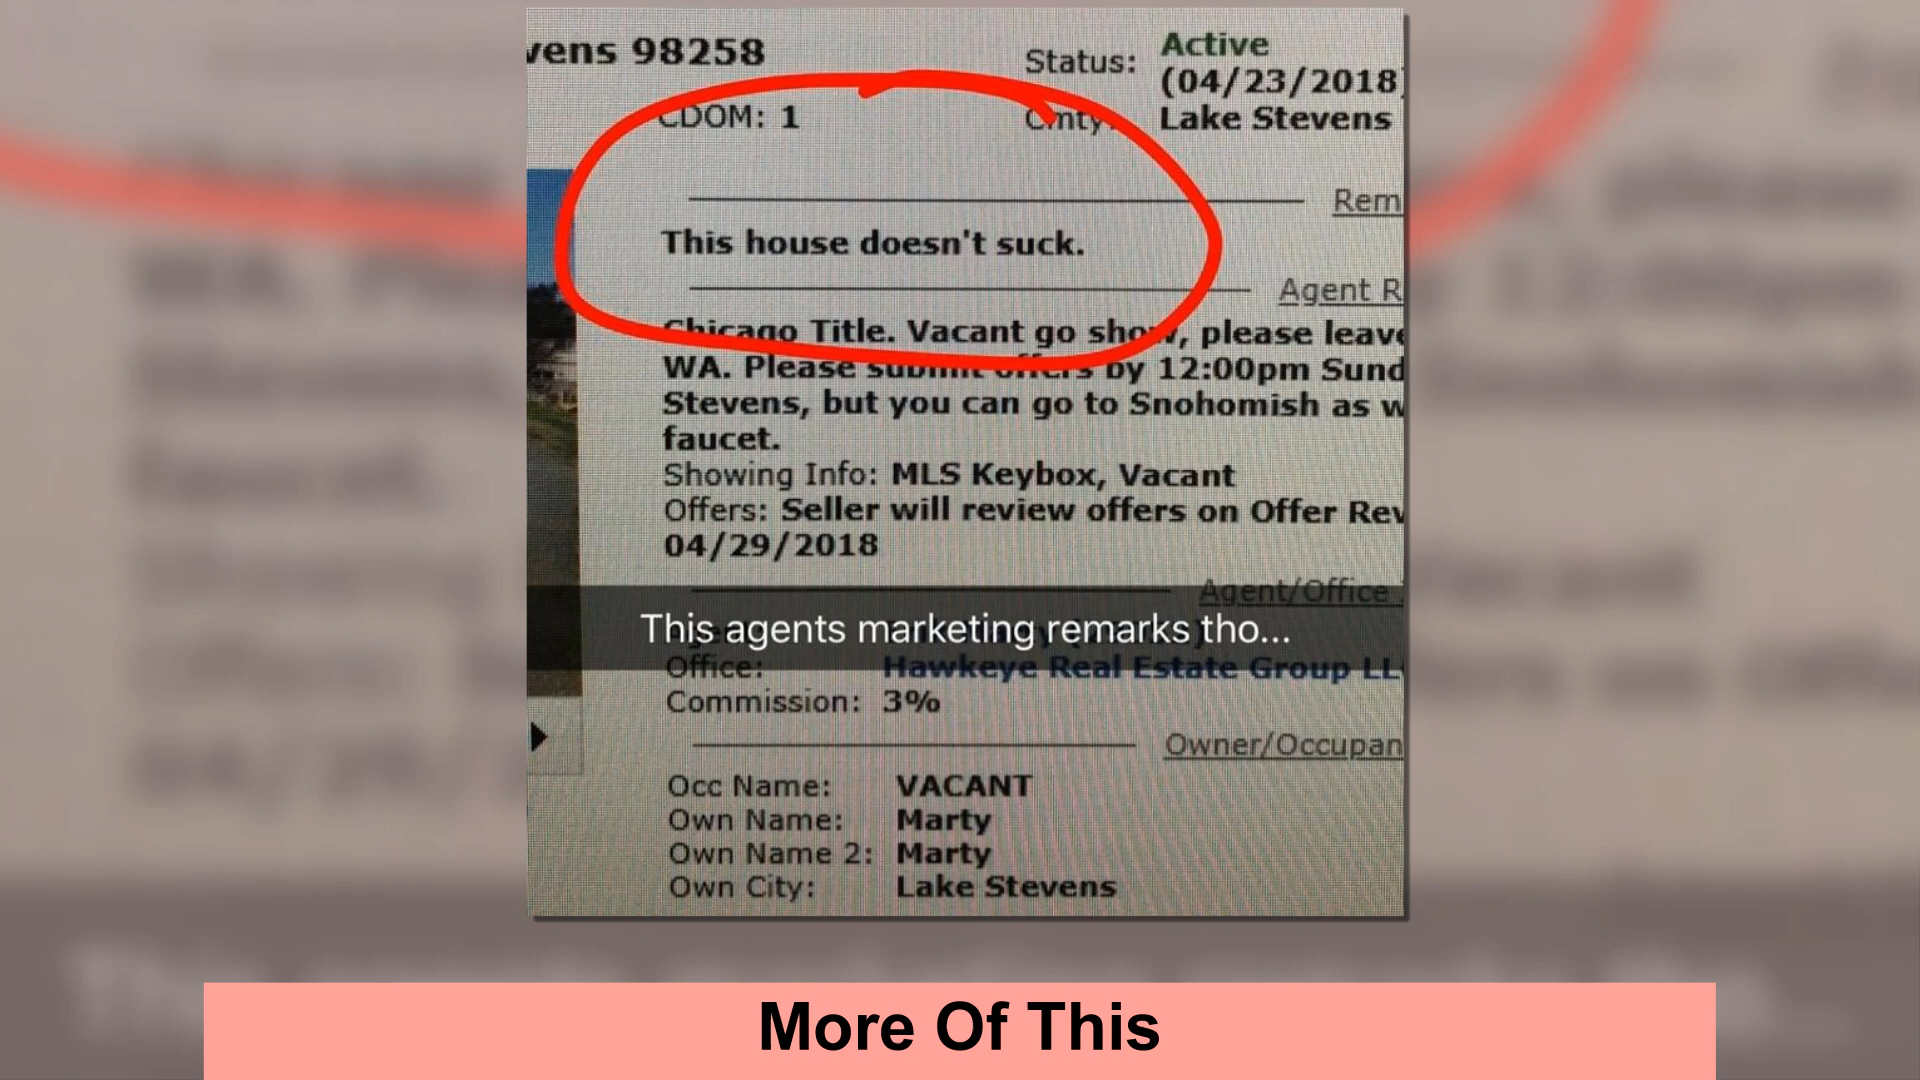 vens 98258
Status: Active
(04/23/2018)
CDOM: 1
Cmty: Lake Stevens
Rem
This house doesn't suck.
Agent R
Chicago Title. Vacant go show, please leave
WA. Please submit offers by 12:00pm Sund
Stevens, but you can go to Snohomish as w
faucet.
Showing Info: MLS Keybox, Vacant
Offers: Seller will review offers on Offer Rev
04/29/2018
Agent/Office
This agents marketing remarks tho...
Office: Hawkeye Real Estate Group LL
Commission: 3%
Owner/Occupan
Occ Name: VACANT
Own Name: Marty
Own Name 2: Marty
Own City: Lake Stevens
More Of This